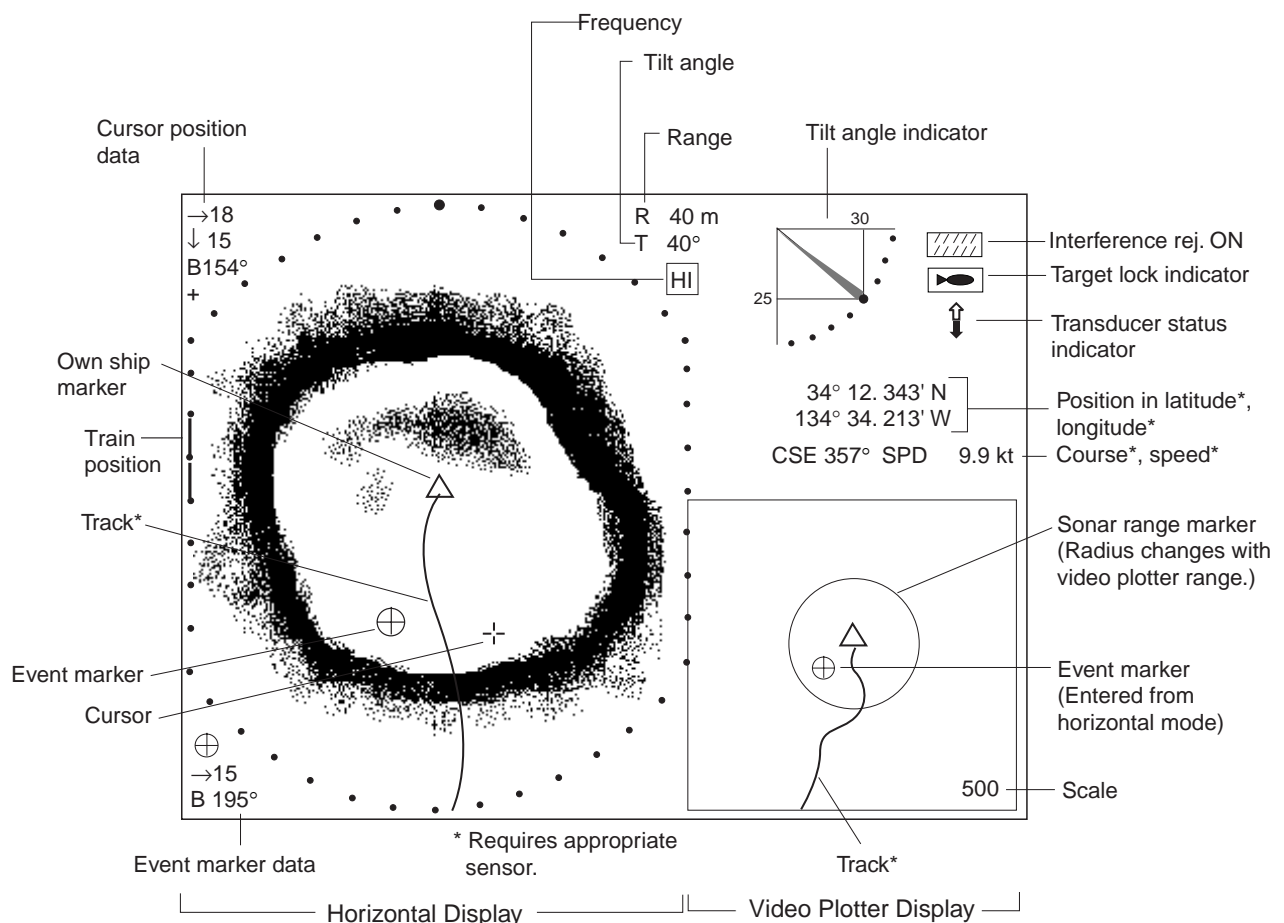 Frequency
Tilt angle
Cursor position
data
Range
Tilt angle indicator
→18
↓ 15
B154°
+
R 40 m
T 40°
HI
30
25
Interference rej. ON
Target lock indicator
Transducer status
indicator
Own ship
marker
34° 12. 343' N
134° 34. 213' W
Position in latitude*,
longitude*
Train
position
CSE 357° SPD 9.9 kt
Course*, speed*
Track*
Sonar range marker
(Radius changes with
video plotter range.)
Event marker
Cursor
Event marker
(Entered from
horizontal mode)
→15
B 195°
500
Scale
Event marker data
* Requires appropriate
sensor.
Track*
Horizontal Display
Video Plotter Display